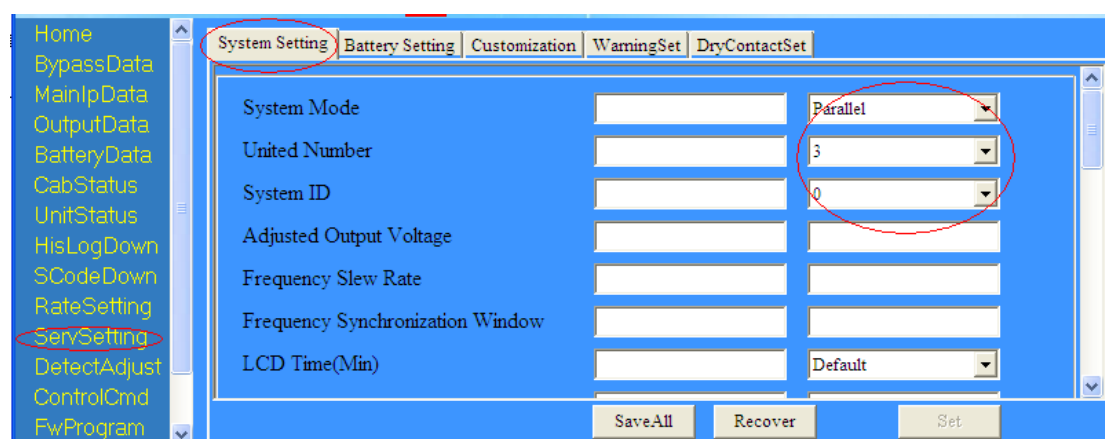 Home
BypassData
MainIpData
OutputData
BatteryData
CabStatus
UnitStatus
HisLogDown
SCodeDown
RateSetting
ServSetting
DetectAdjust
ControlCmd
FwProgram
System Setting Battery Setting Customization WarningSet DryContactSet
System Mode Parallel
United Number 3
System ID 0
Adjusted Output Voltage
Frequency Slew Rate
Frequency Synchronization Window
LCD Time(Min) Default
SaveAll Recover Set